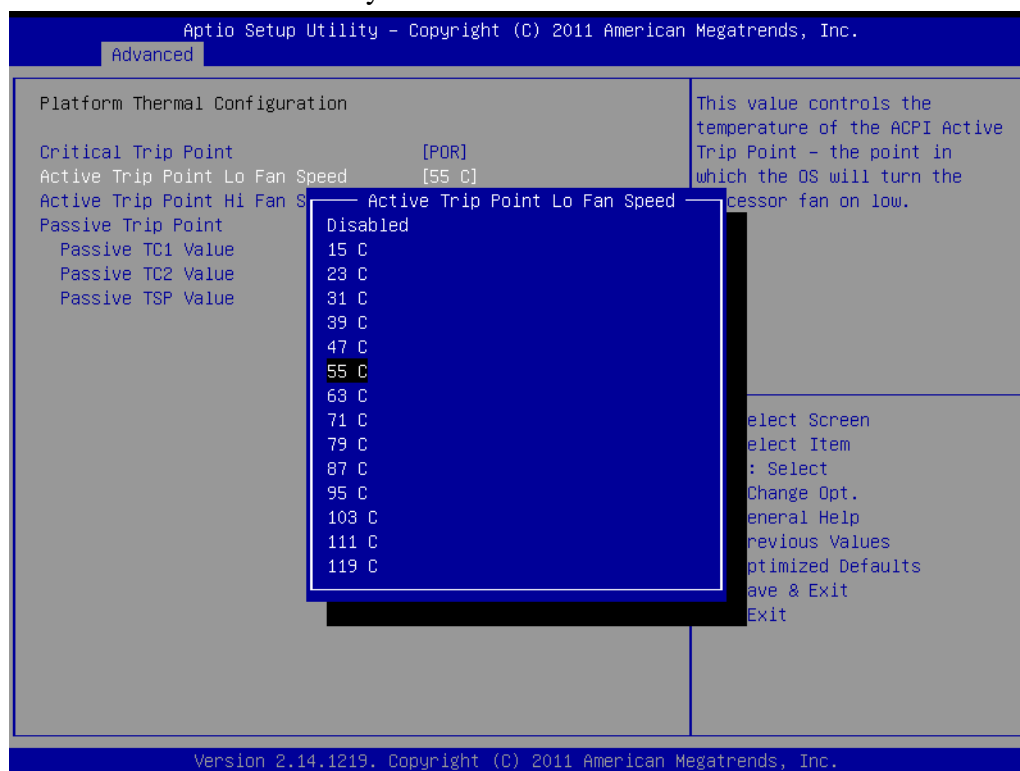 Aptio Setup Utility – Copyright (C) 2011 American Megatrends, Inc.
Advanced
Platform Thermal Configuration
Critical Trip Point [POR]
Active Trip Point Lo Fan Speed [55 C]
Active Trip Point Hi Fan S
Passive Trip Point
Passive TC1 Value
Passive TC2 Value
Passive TSP Value
Active Trip Point Lo Fan Speed
Disabled
15 C
23 C
31 C
39 C
47 C
55 C
63 C
71 C
79 C
87 C
95 C
103 C
111 C
119 C
This value controls the
temperature of the ACPI Active
Trip Point – the point in
which the OS will turn the
cessor fan on low.
elect Screen
elect Item
: Select
Change Opt.
eneral Help
revious Values
ptimized Defaults
ave & Exit
Exit
Version 2.14.1219. Copyright (C) 2011 American Megatrends, Inc.